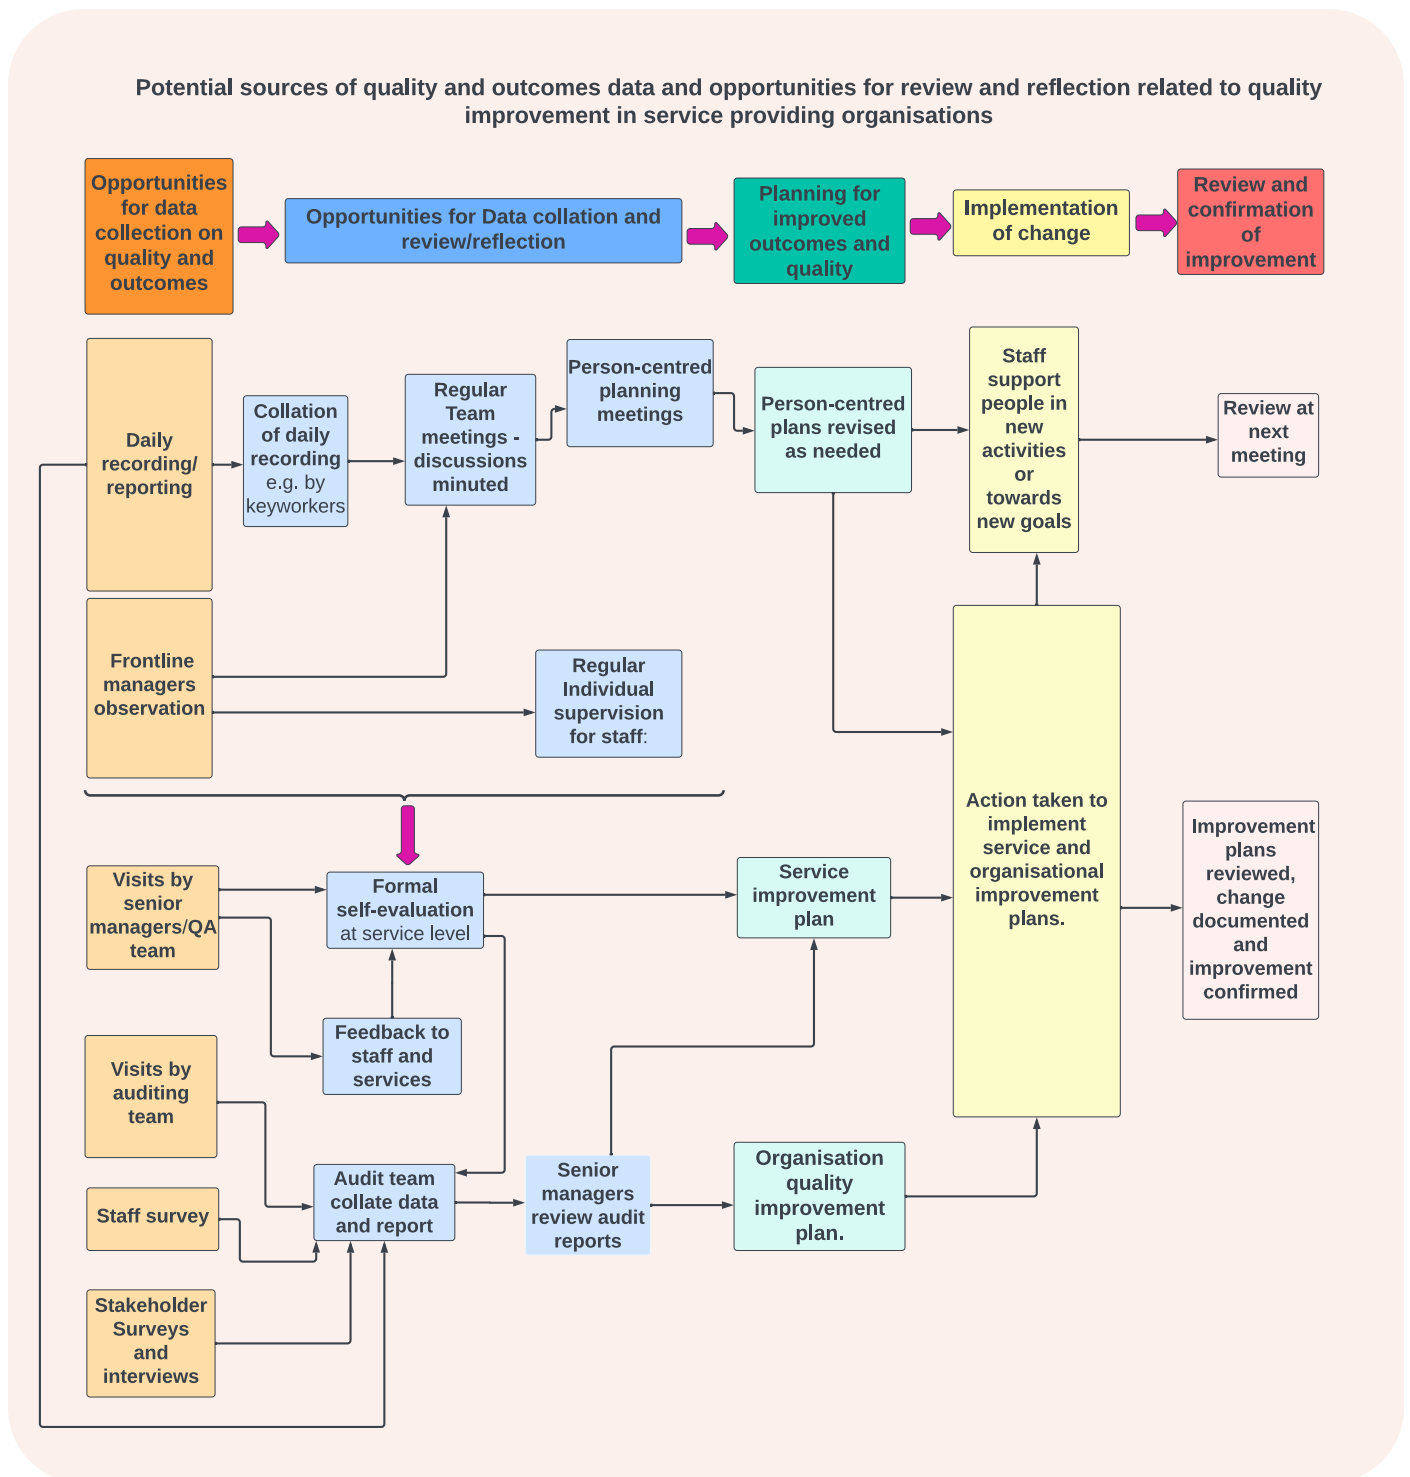 Potential sources of quality and outcomes data and opportunities for review and reflection related to quality
improvement in service providing organisations
Opportunities
for data
collection on
quality and
outcomes
Opportunities for Data collation and
review/reflection
Planning for
improved
outcomes and
quality
Implementation
of change
Review and
confirmation
of
improvement
Daily
recording/
reporting
Collation
of daily
recording
e.g. by
keyworkers
Regular
Team
meetings -
discussions
minuted
Person-centred
planning
meetings
Person-centred
plans revised
as needed
Staff
support
people in
new
activities
or
towards
new goals
Review at
next
meeting
Frontline
managers
observation
Regular
Individual
supervision
for staff:
Action taken to
implement
service and
organisational
improvement
plans.
Improvement
plans
reviewed,
change
documented
and
improvement
confirmed
Visits by
senior
managers/QA
team
Formal
self-evaluation
at service level
Service
improvement
plan
Feedback to
staff and
services
Visits by
auditing
team
Audit team
collate data
and report
Senior
managers
review audit
reports
Organisation
quality
improvement
plan.
Staff survey
Stakeholder
Surveys
and
interviews